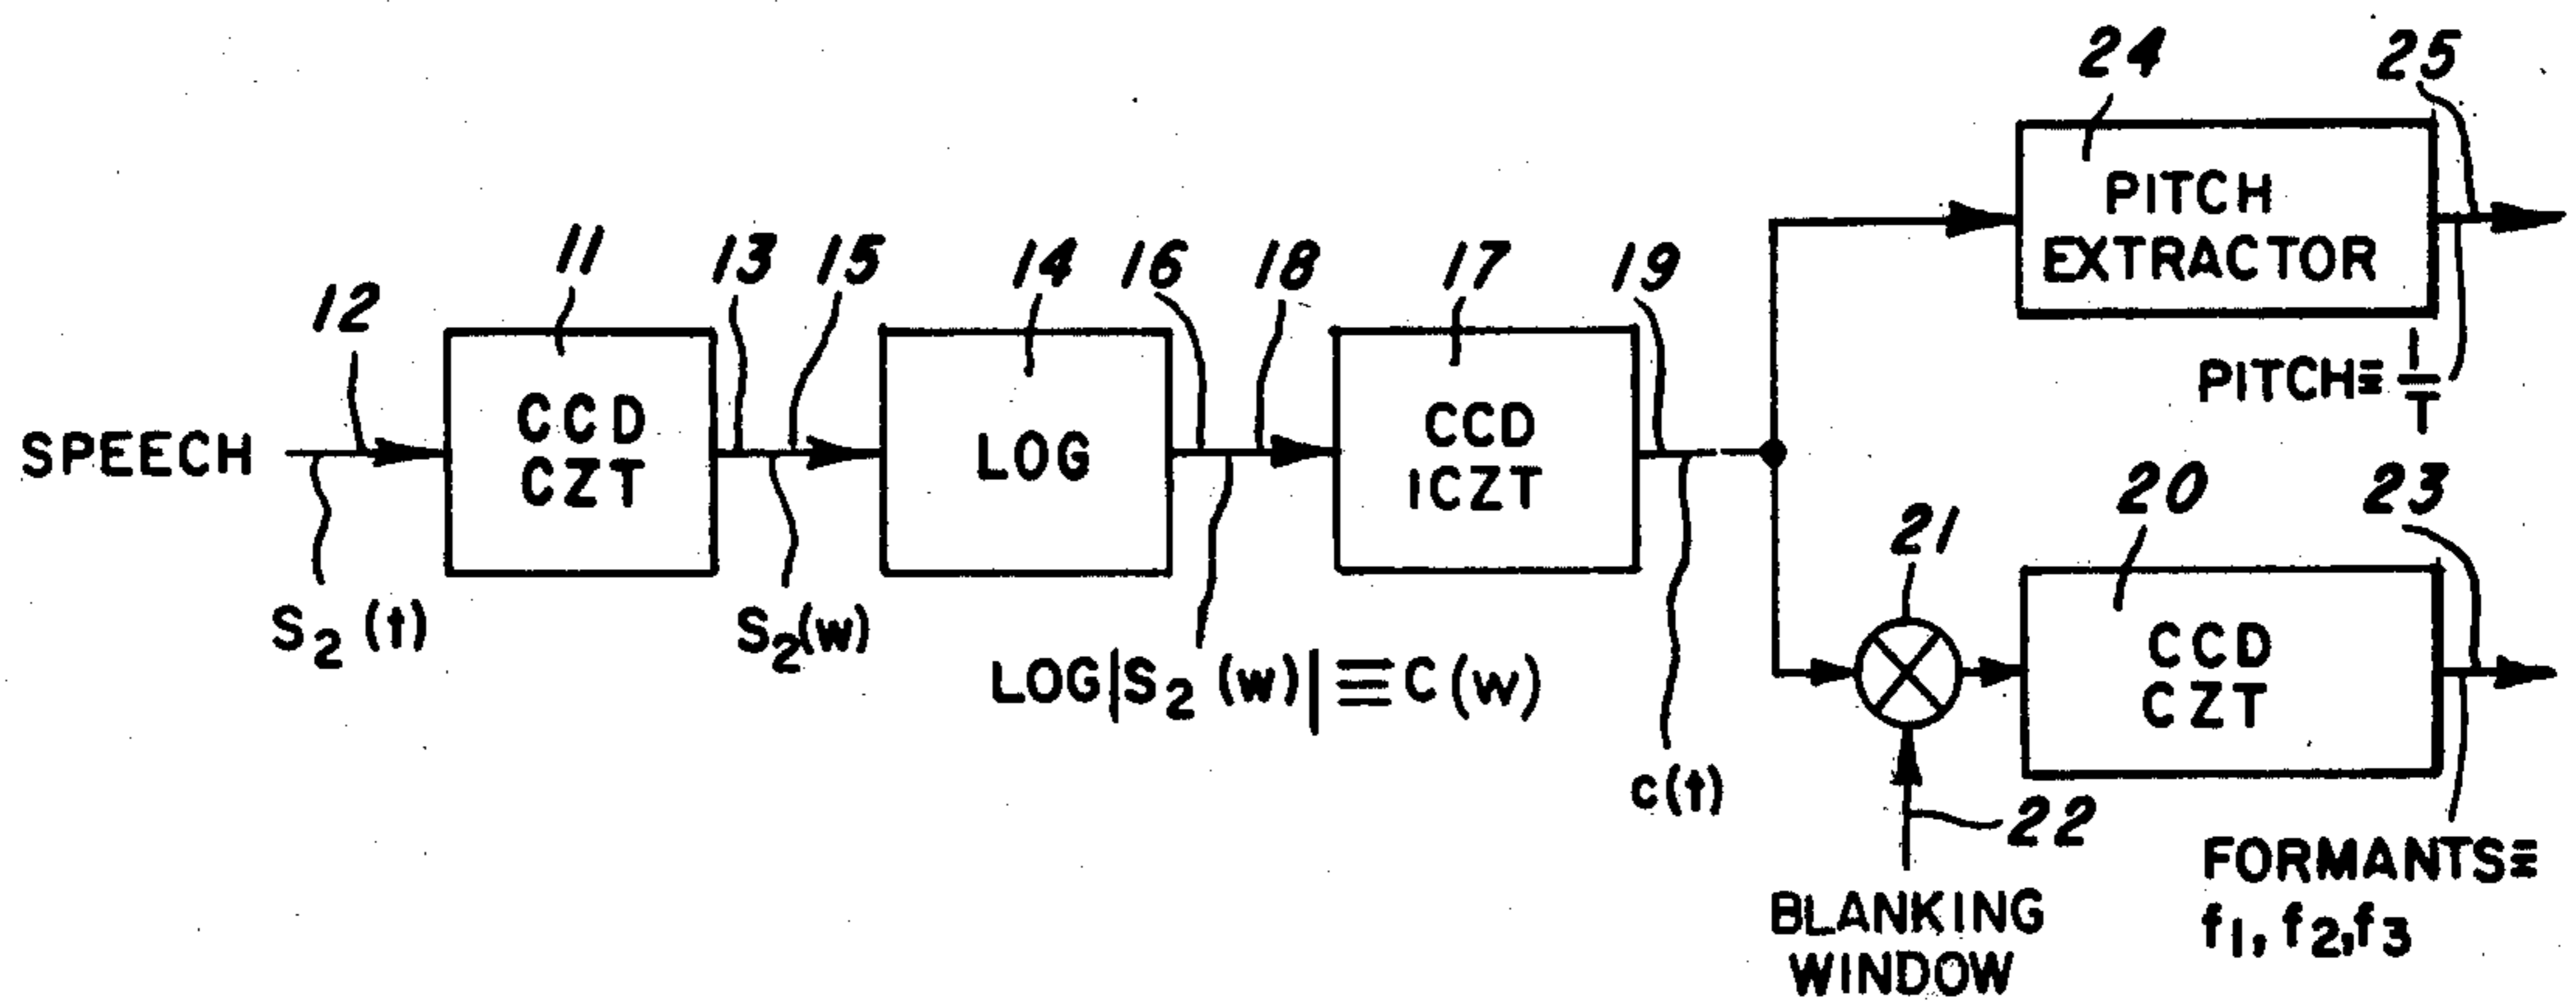 24
25
PITCH
EXTRACTOR
PITCH≡ 1/T
11
13
15
14
16
18
17
19
12
SPEECH
CCD
CZT
LOG
CCD
ICZT
S₂(t)
S₂(w)
LOG|S₂(w)|≡C(w)
c(t)
21
20
23
CCD
CZT
22
BLANKING
WINDOW
FORMANTS≡
f₁, f₂,f₃